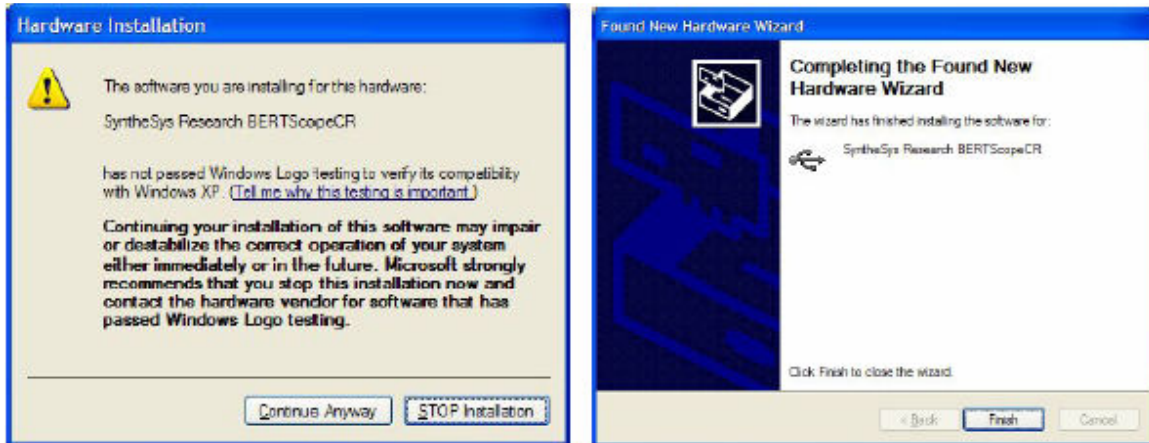 Hardware Installation
The software you are installing for this hardware:
SyntheSys Research BERTScopeCR
has not passed Windows Logo testing to verify its compatibility
with Windows XP. (Tell me why this testing is important.)
Continuing your installation of this software may impair
or destabilize the correct operation of your system
either immediately or in the future. Microsoft strongly
recommends that you stop this installation now and
contact the hardware vendor for software that has
passed Windows Logo testing.
Continue Anyway
STOP Installation
Found New Hardware Wizard
Completing the Found New
Hardware Wizard
The wizard has finished installing the software for:
SyntheSys Research BERTScopeCR
Click Finish to close the wizard.
< Back
Finish
Cancel